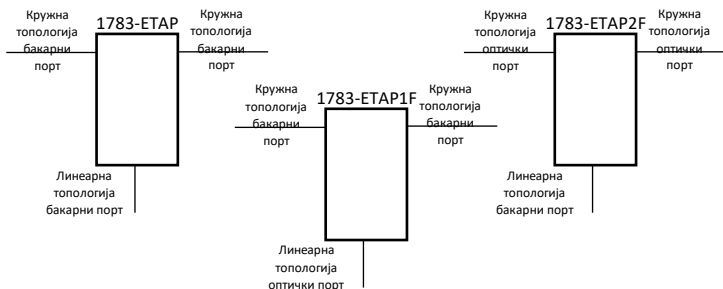 1783-ETAP
Кружна
топологија
бакарни
порт
Кружна
топологија
бакарни
порт
Линеарна
топологија
бакарни порт
1783-ETAP1F
Кружна
топологија
бакарни
порт
Кружна
топологија
бакарни
порт
Линеарна
топологија
оптички порт
1783-ETAP2F
Кружна
топологија
оптички
порт
Кружна
топологија
оптички
порт
Линеарна
топологија
бакарни порт